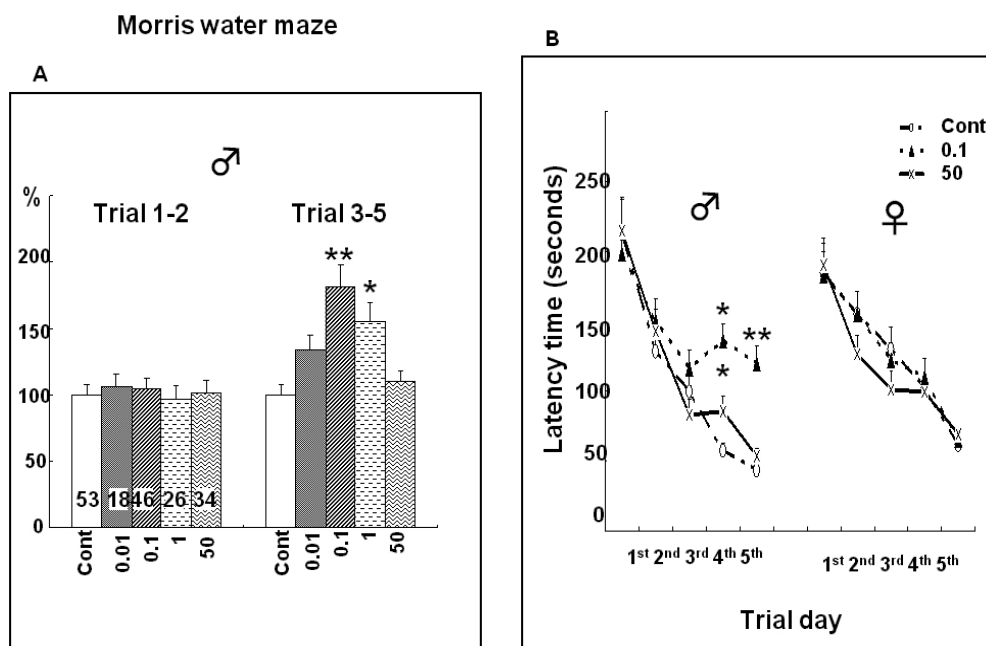 Morris water maze
A
♂
%
Trial 1-2
Trial 3-5
200
150
100
50
0
**
*
53 18 46 26 34
Cont 0.01 0.1 1 50
Cont 0.01 0.1 1 50
B
Cont
0.1
50
♂
♀
Latency time (seconds)
250
200
150
100
50
0
*
**
*
1st 2nd 3rd 4th 5th
1st 2nd 3rd 4th 5th
Trial day